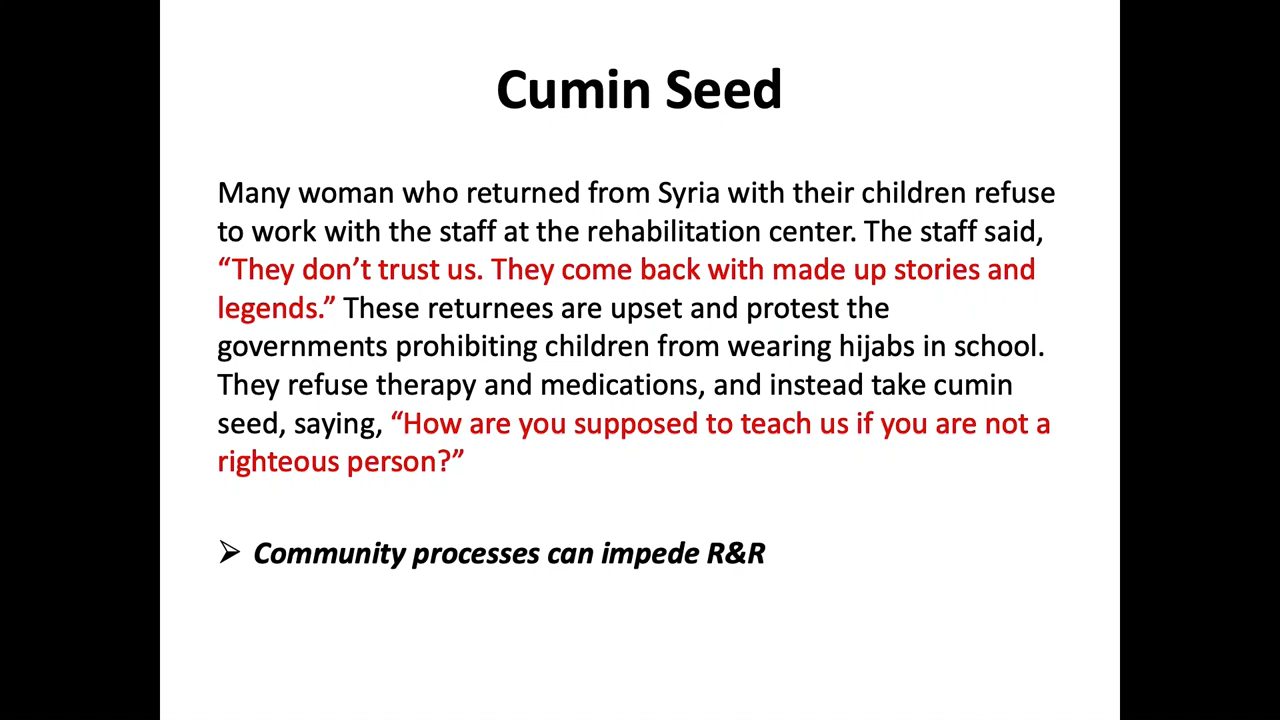 Cumin Seed
Many woman who returned from Syria with their children refuse
to work with the staff at the rehabilitation center. The staff said,
“They don’t trust us. They come back with made up stories and
legends.” These returnees are upset and protest the
governments prohibiting children from wearing hijabs in school.
They refuse therapy and medications, and instead take cumin
seed, saying, “How are you supposed to teach us if you are not a
righteous person?”
➢ Community processes can impede R&R